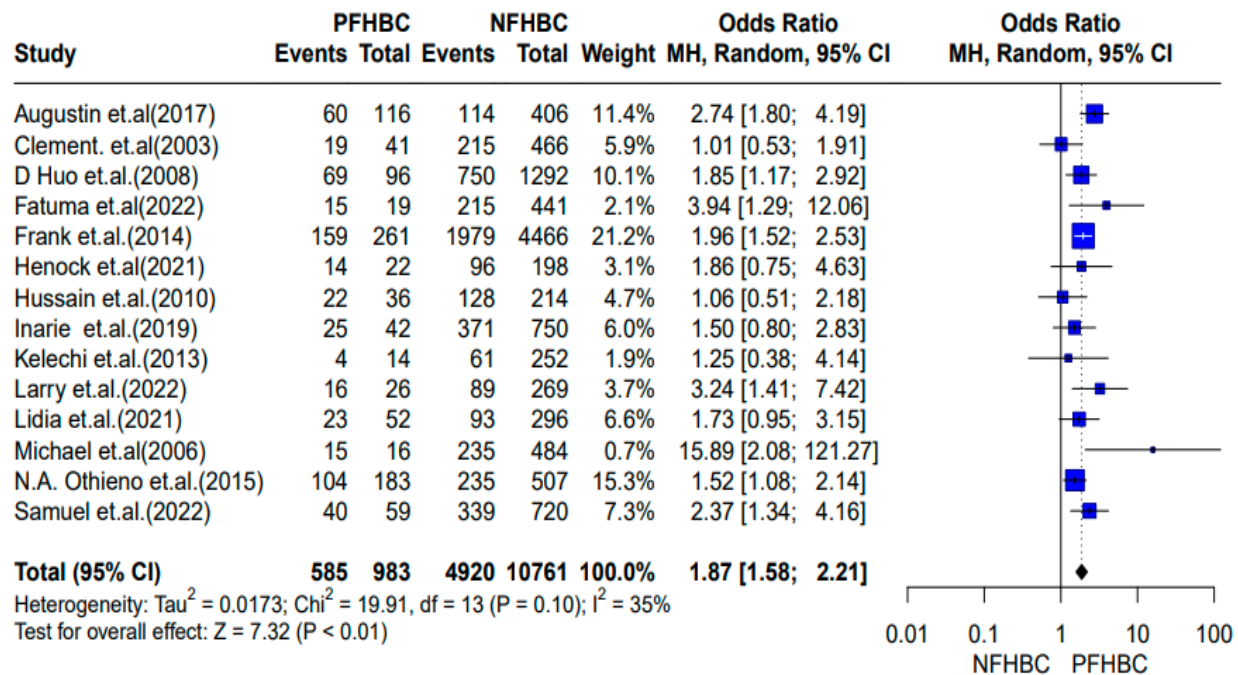 PFHBC NFHBC Odds Ratio Odds Ratio
Study Events Total Events Total Weight MH, Random, 95% CI MH, Random, 95% CI
Augustin et.al(2017) 60 116 114 406 11.4% 2.74 [1.80; 4.19]
Clement. et.al(2003) 19 41 215 466 5.9% 1.01 [0.53; 1.91]
D Huo et.al.(2008) 69 96 750 1292 10.1% 1.85 [1.17; 2.92]
Fatuma et.al(2022) 15 19 215 441 2.1% 3.94 [1.29; 12.06]
Frank et.al.(2014) 159 261 1979 4466 21.2% 1.96 [1.52; 2.53]
Henock et.al(2021) 14 22 96 198 3.1% 1.86 [0.75; 4.63]
Hussain et.al.(2010) 22 36 128 214 4.7% 1.06 [0.51; 2.18]
Inarie et.al.(2019) 25 42 371 750 6.0% 1.50 [0.80; 2.83]
Kelechi et.al.(2013) 4 14 61 252 1.9% 1.25 [0.38; 4.14]
Larry et.al.(2022) 16 26 89 269 3.7% 3.24 [1.41; 7.42]
Lidia et.al.(2021) 23 52 93 296 6.6% 1.73 [0.95; 3.15]
Michael et.al(2006) 15 16 235 484 0.7% 15.89 [2.08; 121.27]
N.A. Othieno et.al.(2015) 104 183 235 507 15.3% 1.52 [1.08; 2.14]
Samuel et.al.(2022) 40 59 339 720 7.3% 2.37 [1.34; 4.16]
Total (95% CI) 585 983 4920 10761 100.0% 1.87 [1.58; 2.21]
Heterogeneity: Tau² = 0.0173; Chi² = 19.91, df = 13 (P = 0.10); I² = 35%
Test for overall effect: Z = 7.32 (P < 0.01)
0.01 0.1 1 10 100
NFHBC PFHBC